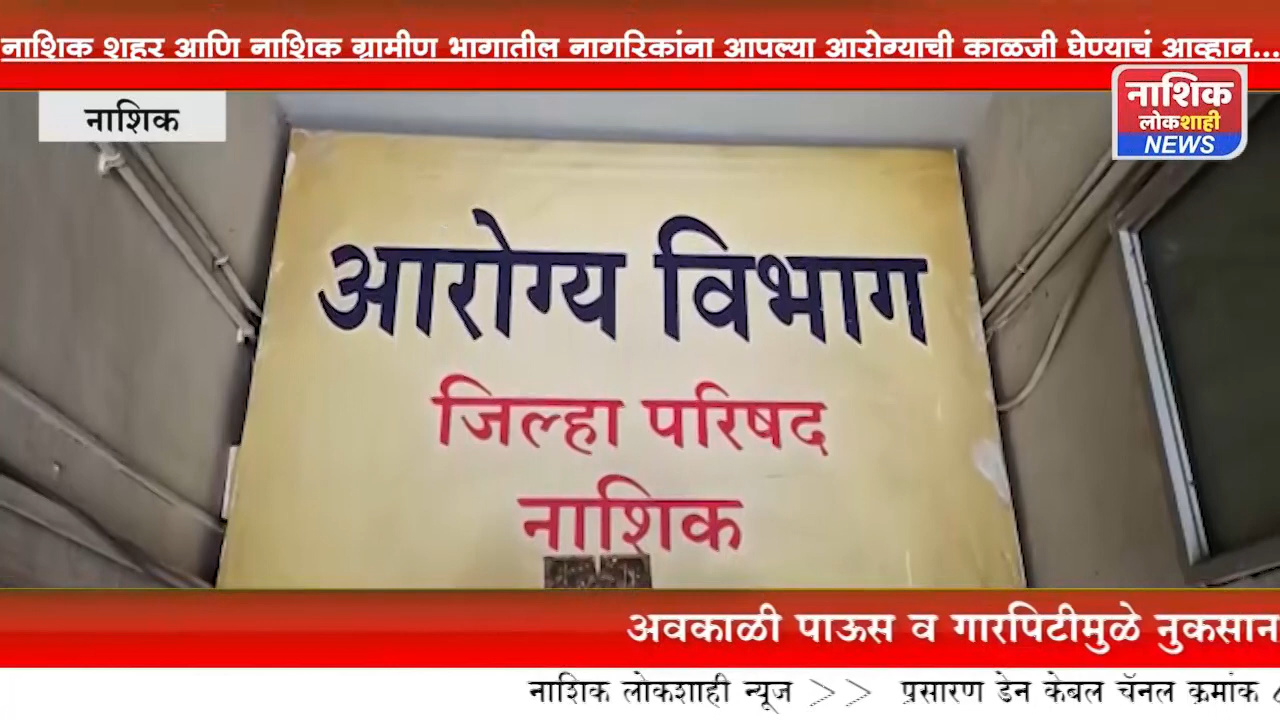 नाशिक शहर आणि नाशिक ग्रामीण भागातील नागरिकांना आपल्या आरोग्याची काळजी घेण्याचं आव्हान...
नाशिक
नाशिक
लोकशाही
NEWS
आरोग्य विभाग
जिल्हा परिषद
नाशिक
अवकाळी पाऊस व गारपिटीमुळे नुकसान
नाशिक लोकशाही न्यूज >> प्रसारण डेन केबल चॅनल क्रमांक